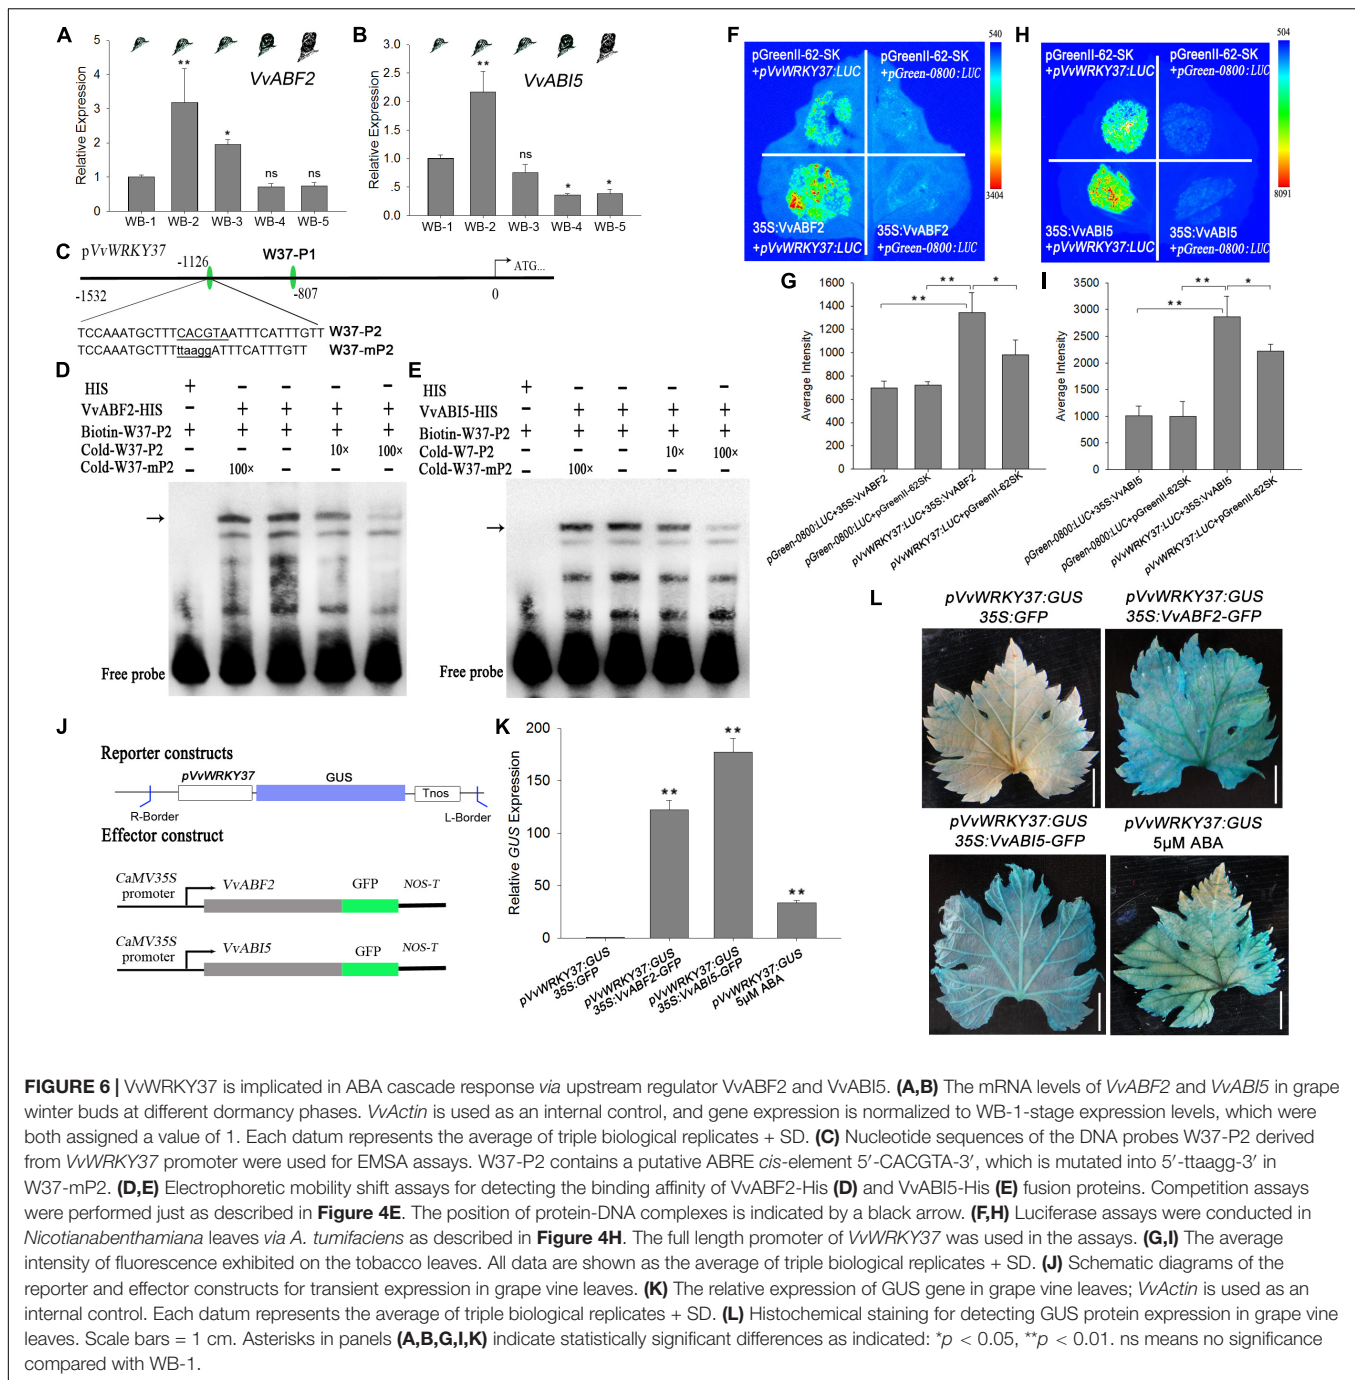 A
B
VvABF2
VvABI5
Relative Expression
5
4
3
2
1
0
**
*
ns
ns
WB-1 WB-2 WB-3 WB-4 WB-5
Relative Expression
3.0
2.5
2.0
1.5
1.0
.5
0.0
**
ns
*
*
WB-1 WB-2 WB-3 WB-4 WB-5
C
pVvWRKY37
-1126
W37-P1
ATG...
-1532
-807
0
TCCAAATGCTTTCACGTAATTTCATTTGTT W37-P2
TCCAAATGCTTTttaaggATTTCATTTGTT W37-mP2
D
HIS + - - - -
VvABF2-HIS - + + + +
Biotin-W37-P2 + + + + +
Cold-W37-P2 - - - 10× 100×
Cold-W37-mP2 - 100× - - -
→
Free probe
E
HIS + - - - -
VvABI5-HIS - + + + +
Biotin-W37-P2 + + + + +
Cold-W7-P2 - - - 10× 100×
Cold-W37-mP2 - 100× - - -
→
Free probe
F
pGreenII-62-SK
+pVvWRKY37:LUC
pGreenII-62-SK
+pGreen-0800:LUC
35S:VvABF2
+pVvWRKY37:LUC
35S:VvABF2
+pGreen-0800:LUC
540
3404
H
pGreenII-62-SK
+pVvWRKY37:LUC
pGreenII-62-SK
+pGreen-0800:LUC
35S:VvABI5
+pVvWRKY37:LUC
35S:VvABI5
+pGreen-0800:LUC
504
8091
G
Average Intensity
1600
1400
1200
1000
800
600
400
200
0
**
**
*
pGreen-0800:LUC+35S:VvABF2
pGreen-0800:LUC+pGreenII-62SK
pVvWRKY37:LUC+35S:VvABF2
pVvWRKY37:LUC+pGreenII-62SK
I
Average Intensity
3500
3000
2500
2000
1500
1000
500
0
**
**
*
pGreen-0800:LUC+35S:VvABI5
pGreen-0800:LUC+pGreenII-62SK
pVvWRKY37:LUC+35S:VvABI5
pVvWRKY37:LUC+pGreenII-62SK
J
Reporter constructs
pVvWRKY37
GUS
Tnos
R-Border
L-Border
Effector construct
CaMV35S
promoter
VvABF2
GFP
NOS-T
CaMV35S
promoter
VvABI5
GFP
NOS-T
K
Relative GUS Expression
200
150
100
50
0
**
**
**
pVvWRKY37:GUS
35S:GFP
pVvWRKY37:GUS
35S:VvABF2-GFP
pVvWRKY37:GUS
35S:VvABI5-GFP
pVvWRKY37:GUS
5µM ABA
L
pVvWRKY37:GUS
35S:GFP
pVvWRKY37:GUS
35S:VvABF2-GFP
pVvWRKY37:GUS
35S:VvABI5-GFP
pVvWRKY37:GUS
5µM ABA
FIGURE 6 | VvWRKY37 is implicated in ABA cascade response via upstream regulator VvABF2 and VvABI5. (A,B) The mRNA levels of VvABF2 and VvABI5 in grape
winter buds at different dormancy phases. VvActin is used as an internal control, and gene expression is normalized to WB-1-stage expression levels, which were
both assigned a value of 1. Each datum represents the average of triple biological replicates + SD. (C) Nucleotide sequences of the DNA probes W37-P2 derived
from VvWRKY37 promoter were used for EMSA assays. W37-P2 contains a putative ABRE cis-element 5′-CACGTA-3′, which is mutated into 5′-ttaagg-3′ in
W37-mP2. (D,E) Electrophoretic mobility shift assays for detecting the binding affinity of VvABF2-His (D) and VvABI5-His (E) fusion proteins. Competition assays
were performed just as described in Figure 4E. The position of protein-DNA complexes is indicated by a black arrow. (F,H) Luciferase assays were conducted in
Nicotianabenthamiana leaves via A. tumifaciens as described in Figure 4H. The full length promoter of VvWRKY37 was used in the assays. (G,I) The average
intensity of fluorescence exhibited on the tobacco leaves. All data are shown as the average of triple biological replicates + SD. (J) Schematic diagrams of the
reporter and effector constructs for transient expression in grape vine leaves. (K) The relative expression of GUS gene in grape vine leaves; VvActin is used as an
internal control. Each datum represents the average of triple biological replicates + SD. (L) Histochemical staining for detecting GUS protein expression in grape vine
leaves. Scale bars = 1 cm. Asterisks in panels (A,B,G,I,K) indicate statistically significant differences as indicated: *p < 0.05, **p < 0.01. ns means no significance
compared with WB-1.